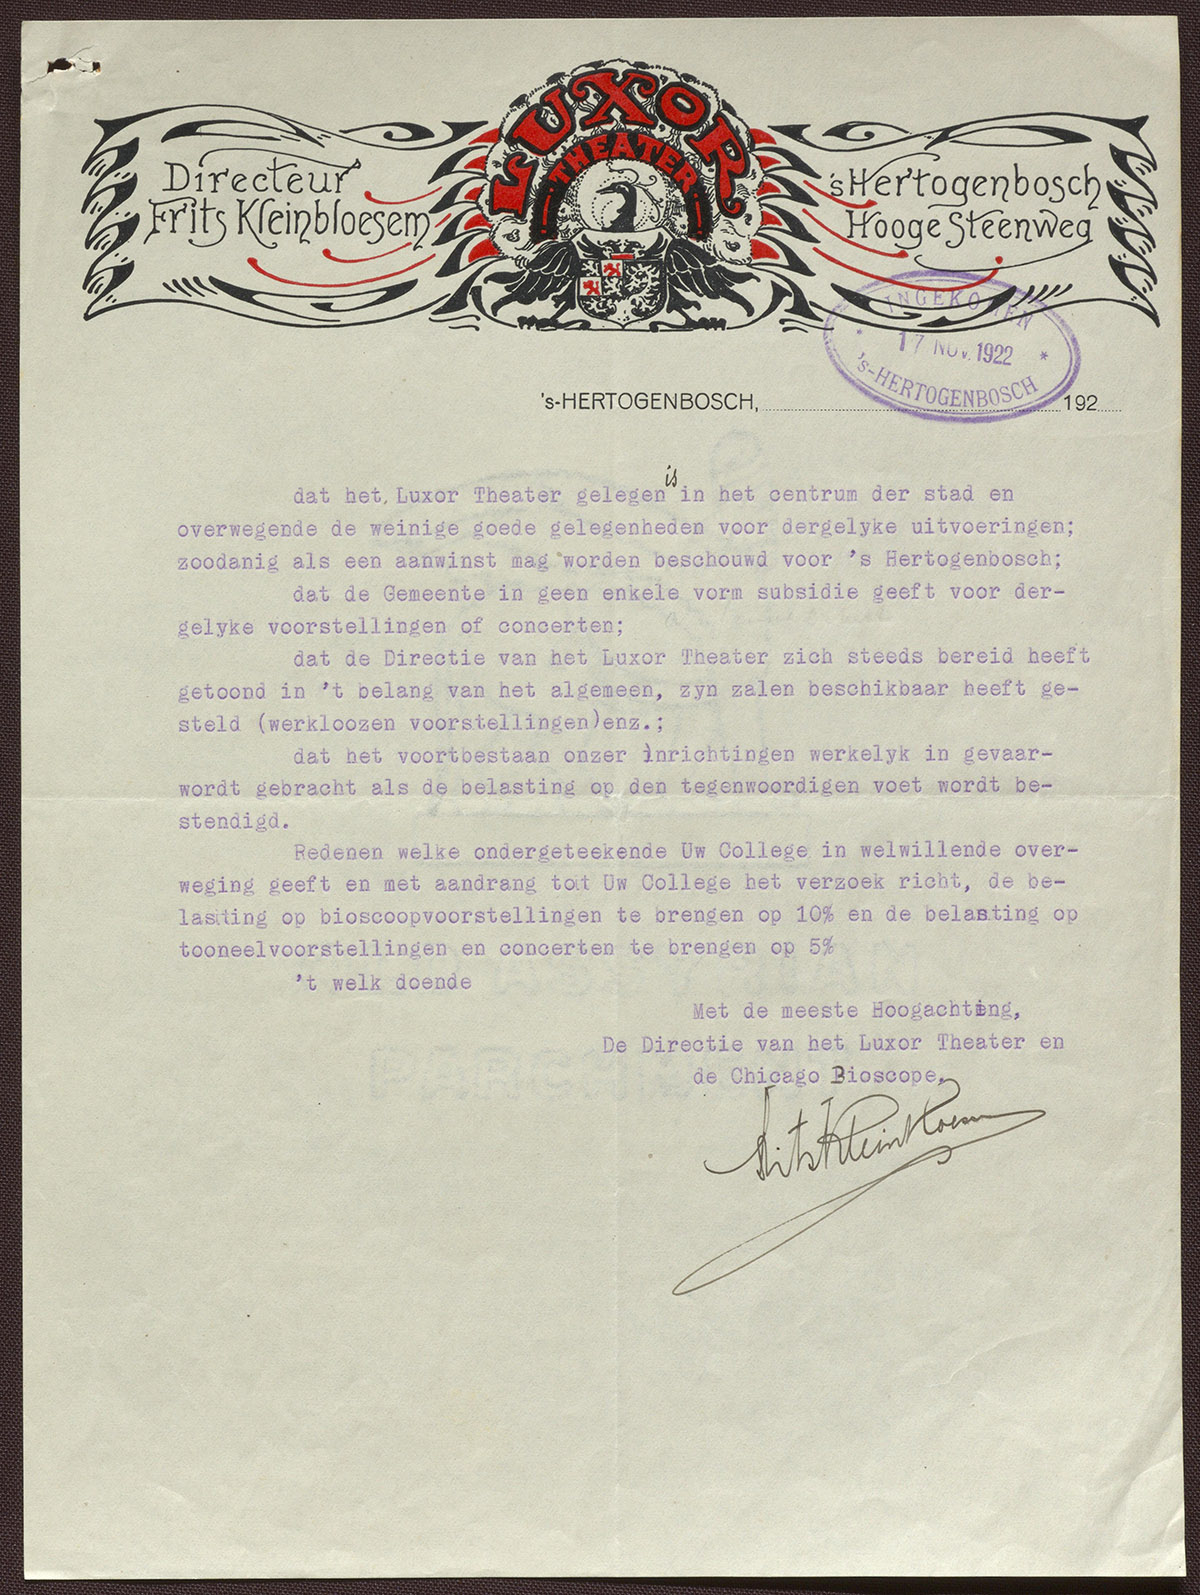 LUXOR
THEATER
Directeur
Frits Kleinbloesem
's Hertogenbosch
Hooge Steenweg
INGEKOMEN
17 NOV. 1922
's-HERTOGENBOSCH
's-HERTOGENBOSCH, 192
is
dat het, Luxor Theater gelegen in het centrum der stad en
overwegende de weinige goede gelegenheden voor dergelyke uitvoeringen;
zoodanig als een aanwinst mag worden beschouwd voor 's Hertogenbosch;
dat de Gemeente in geen enkele vorm subsidie geeft voor der-
gelyke voorstellingen of concerten;
dat de Directie van het Luxor Theater zich steeds bereid heeft
getoond in 't belang van het algemeen, zyn zalen beschikbaar heeft ge-
steld (werkloozen voorstellingen)enz.;
dat het voortbestaan onzer inrichtingen werkelyk in gevaar-
wordt gebracht als de belasting op den tegenwoordigen voet wordt be-
stendigd.
Redenen welke ondergeteekende Uw College in welwillende over-
weging geeft en met aandrang tot Uw College het verzoek richt, de be-
lasting op bioscoopvoorstellingen te brengen op 10% en de belasting op
tooneelvoorstellingen en concerten te brengen op 5%
't welk doende
Met de meeste Hoogachting,
De Directie van het Luxor Theater en
de Chicago Bioscope,
Frits Kleinbloesem